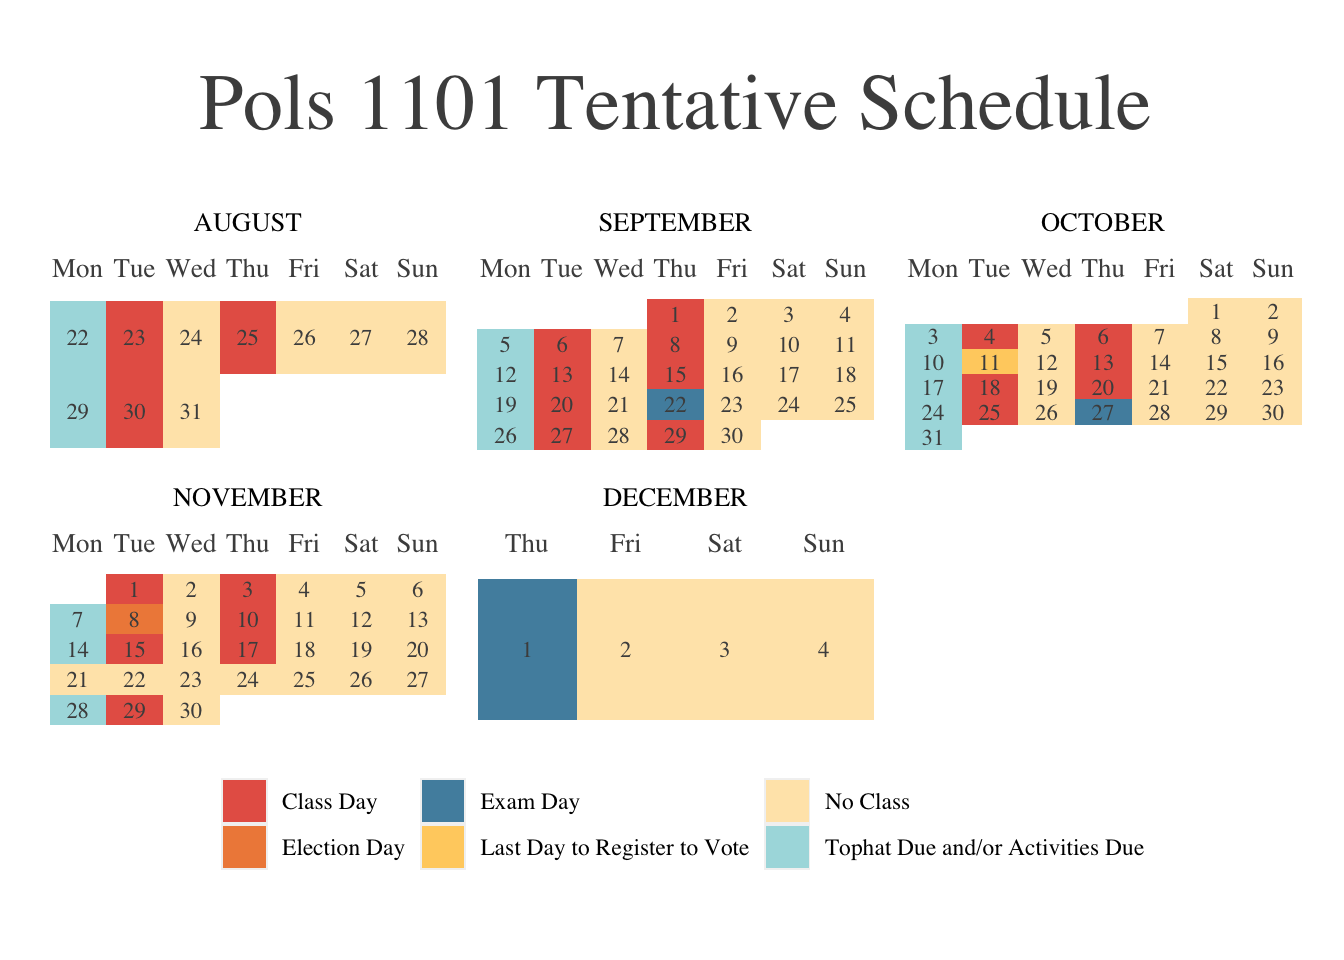 Pols 1101 Tentative Schedule
AUGUST
Mon Tue Wed Thu Fri Sat Sun
22 23 24 25 26 27 28
29 30 31
SEPTEMBER
Mon Tue Wed Thu Fri Sat Sun
1 2 3 4
5 6 7 8 9 10 11
12 13 14 15 16 17 18
19 20 21 22 23 24 25
26 27 28 29 30
OCTOBER
Mon Tue Wed Thu Fri Sat Sun
1 2
3 4 5 6 7 8 9
10 11 12 13 14 15 16
17 18 19 20 21 22 23
24 25 26 27 28 29 30
31
NOVEMBER
Mon Tue Wed Thu Fri Sat Sun
1 2 3 4 5 6
7 8 9 10 11 12 13
14 15 16 17 18 19 20
21 22 23 24 25 26 27
28 29 30
DECEMBER
Thu Fri Sat Sun
1 2 3 4
Class Day Exam Day No Class
Election Day Last Day to Register to Vote Tophat Due and/or Activities Due